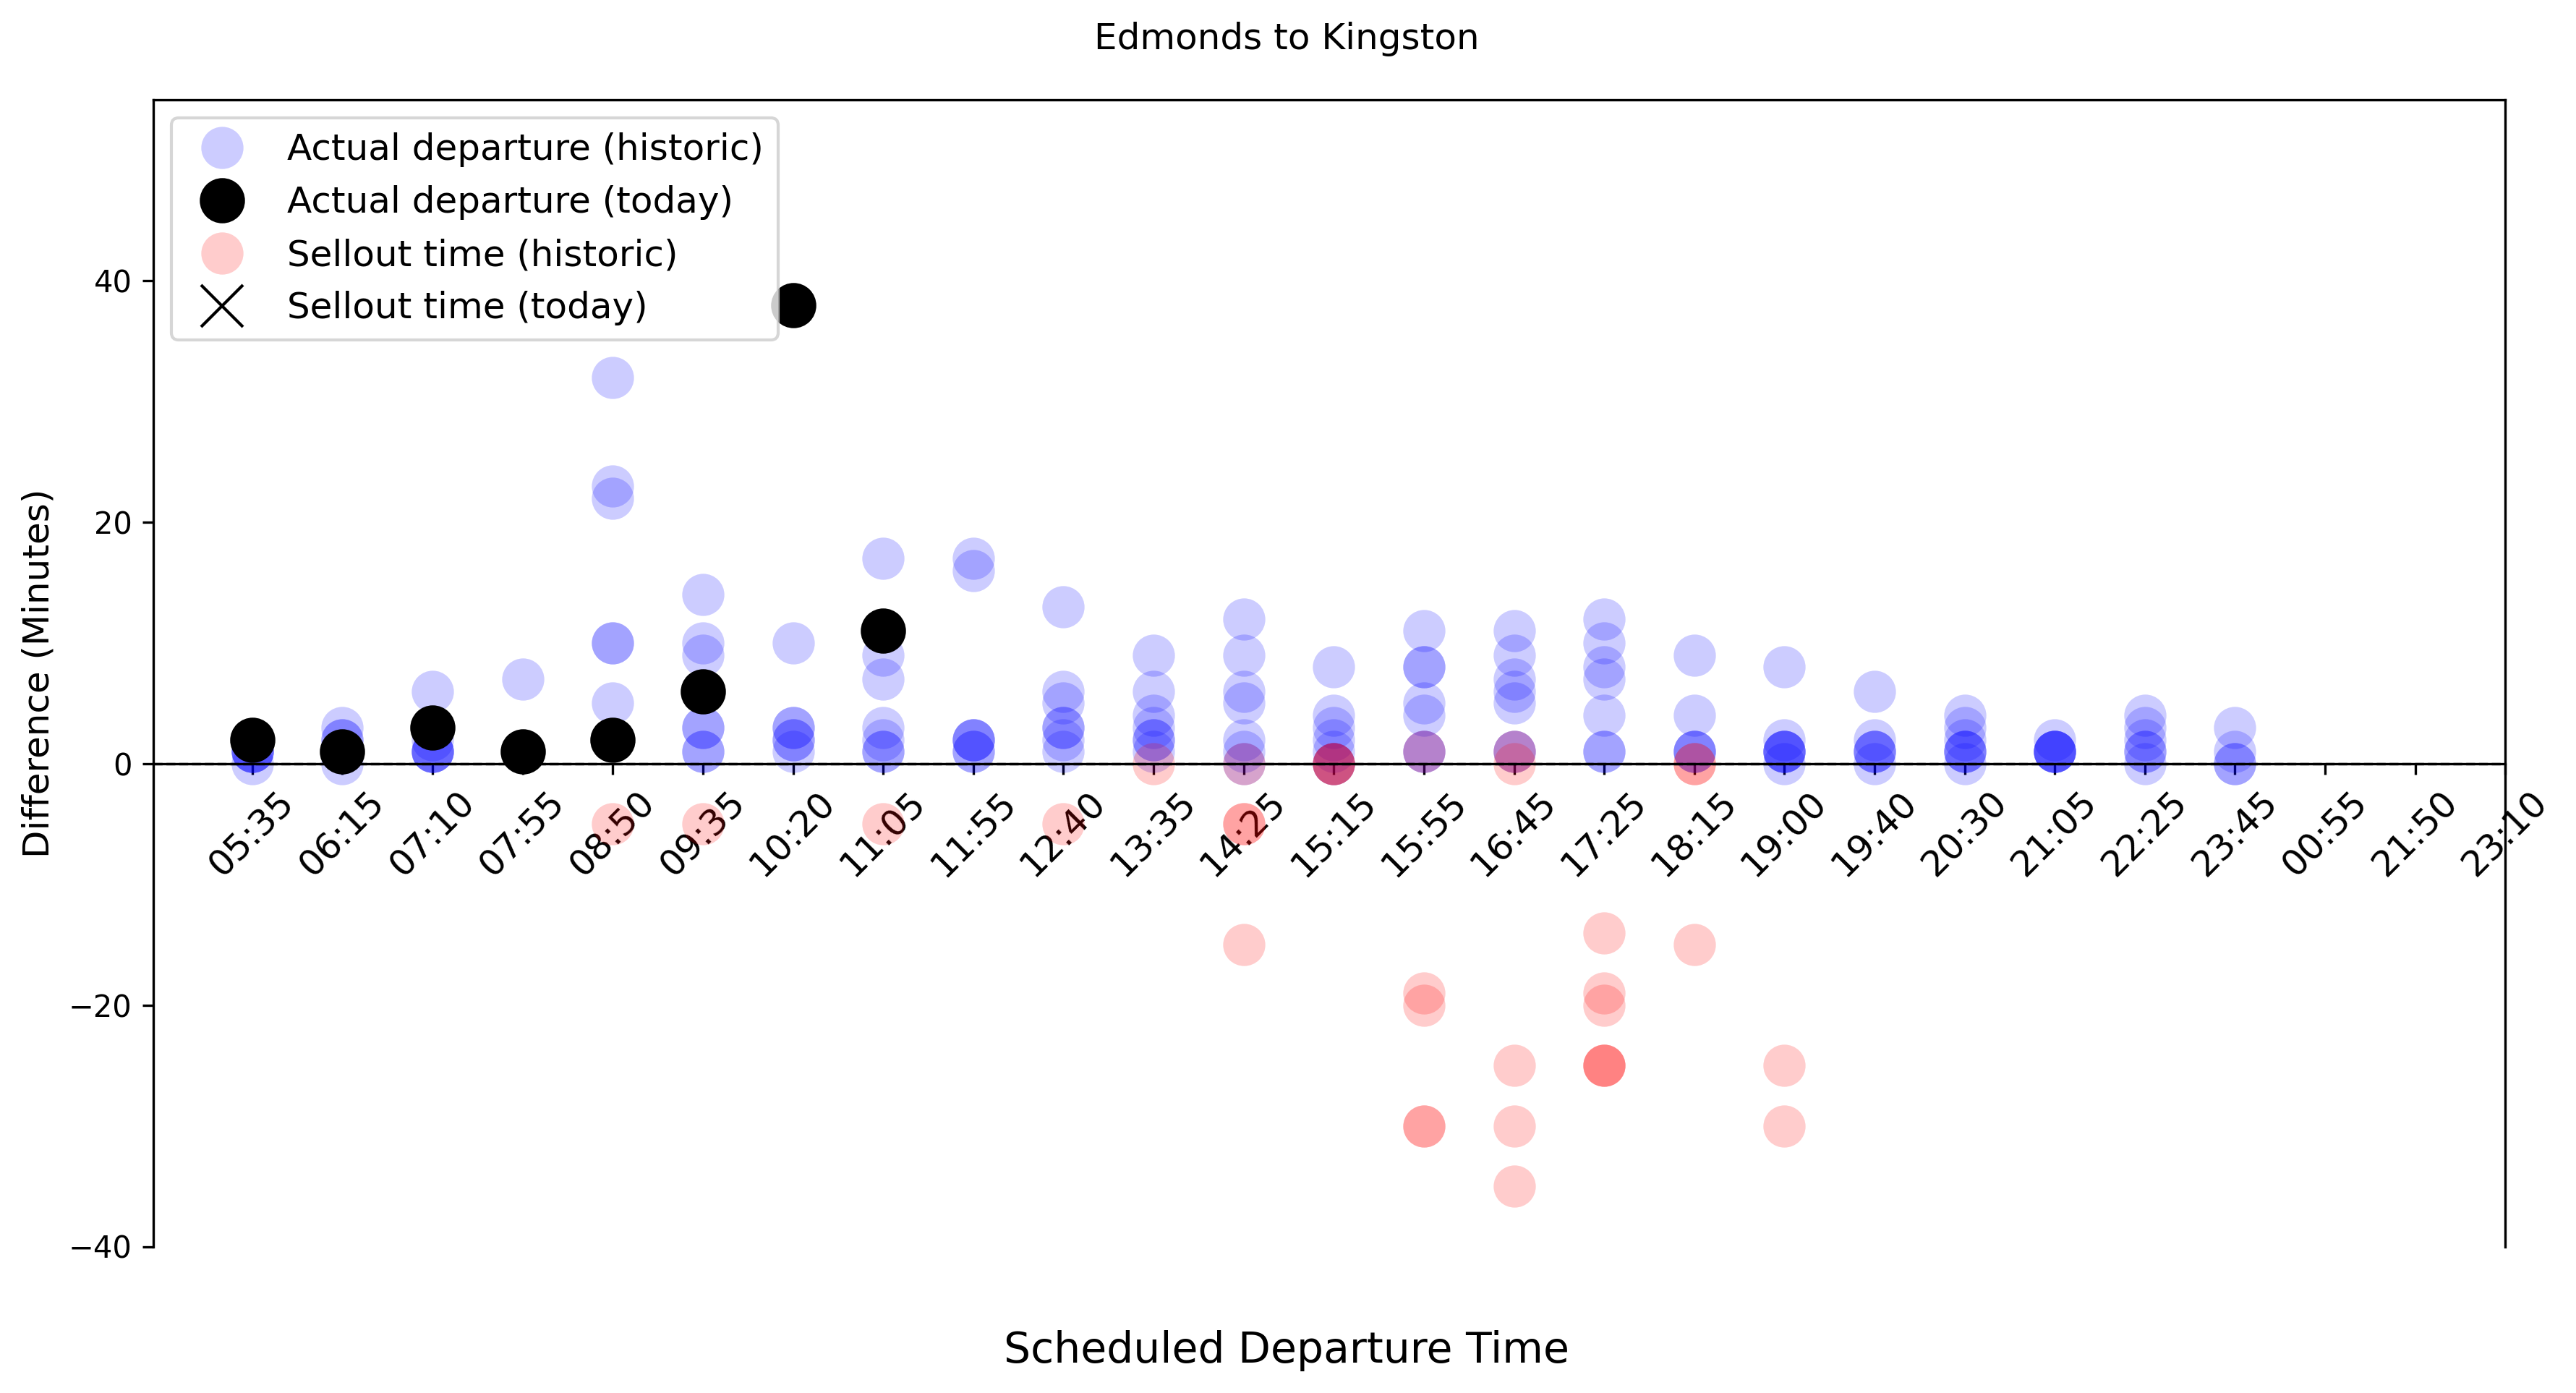 Edmonds to Kingston
Actual departure (historic)
Actual departure (today)
Sellout time (historic)
Sellout time (today)
Difference (Minutes)
40
20
0
−20
−40
05:35 06:15 07:10 07:55 08:50 09:35 10:20 11:05 11:55 12:40 13:35 14:25 15:15 15:55 16:45 17:25 18:15 19:00 19:40 20:30 21:05 22:25 23:45 00:55 21:50 23:10
Scheduled Departure Time